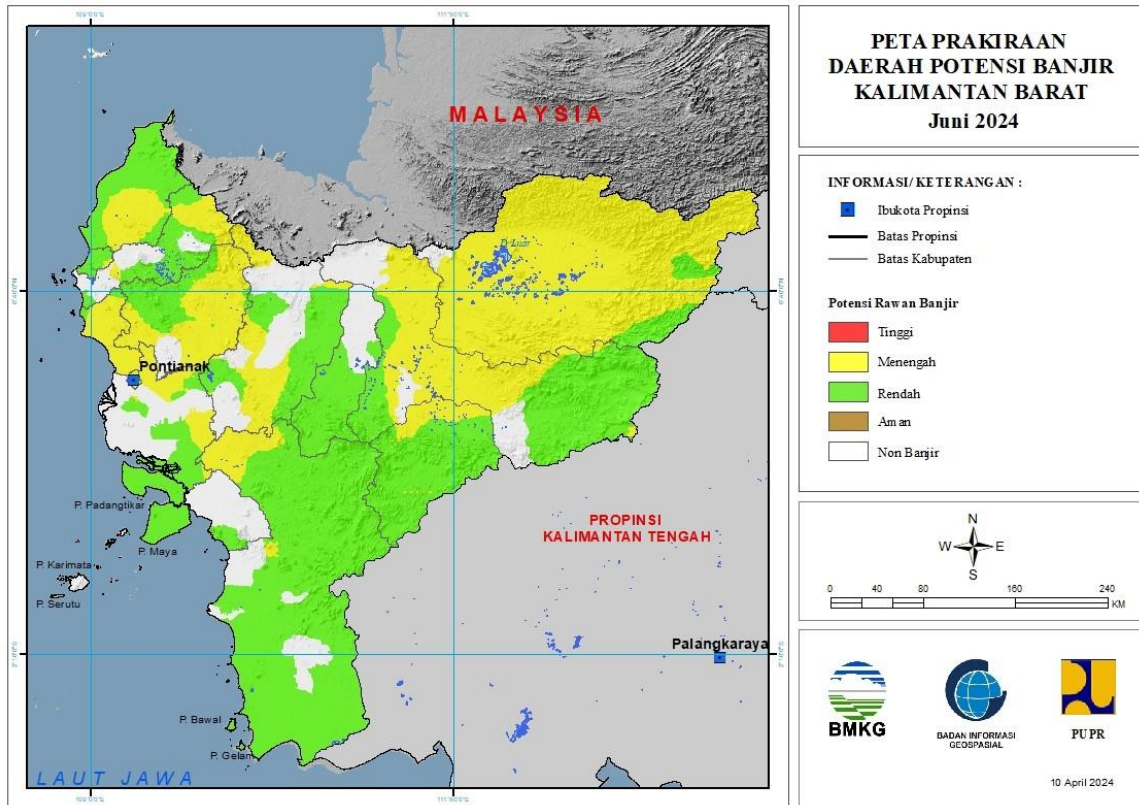 MALAYSIA
D. Luar
Pontianak
P. Padangtikar
P. Maya
P. Karimata
P. Serutu
PROPINSI
KALIMANTAN TENGAH
Palangkaraya
P. Bawal
P. Gelam
LAUT JAWA
PETA PRAKIRAAN
DAERAH POTENSI BANJIR
KALIMANTAN BARAT
Juni 2024
INFORMASI/ KETERANGAN :
Ibukota Propinsi
Batas Propinsi
Batas Kabupaten
Potensi Rawan Banjir
Tinggi
Menengah
Rendah
Aman
Non Banjir
N
W E
S
0 40 80 160 240
KM
BMKG
BADAN INFORMASI
GEOSPASIAL
PUPR
10 April 2024